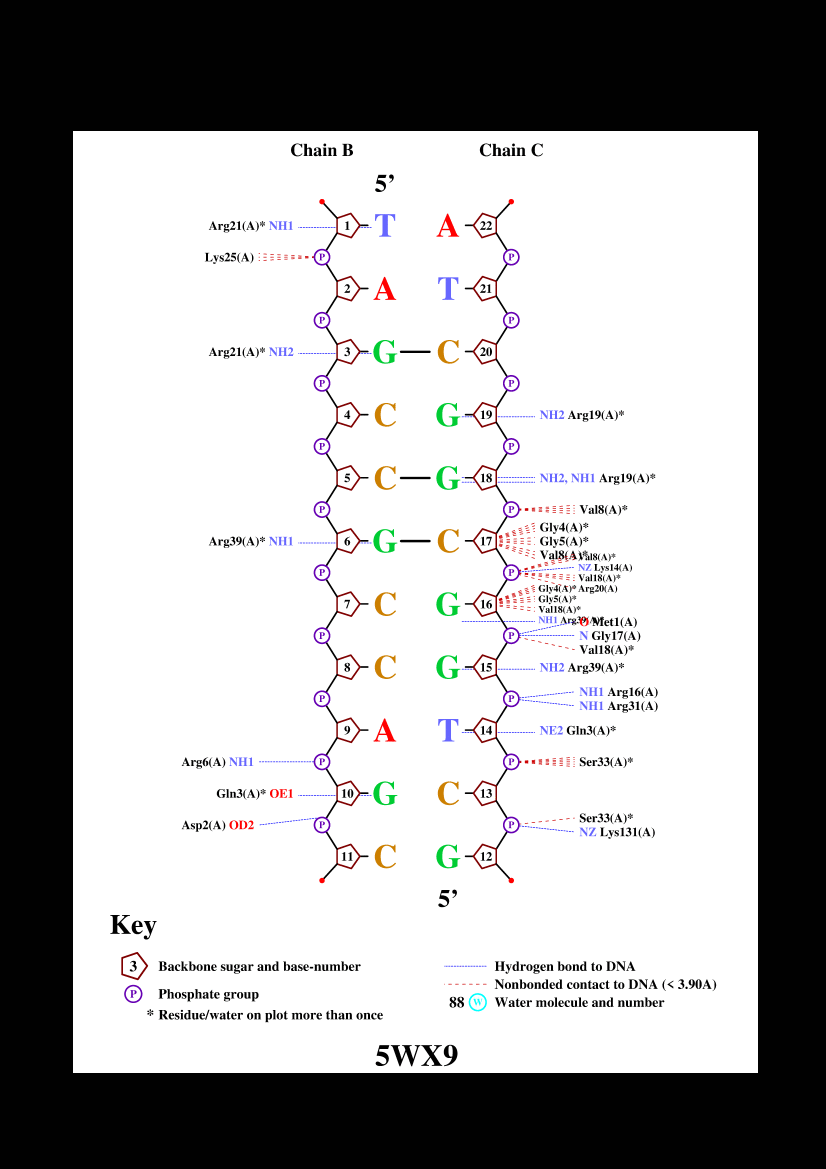 Chain B Chain C
5’
Arg21(A)* NH1 1 T A 22
Lys25(A) P P
2 A T 21
P P
Arg21(A)* NH2 3 G C 20
P P
4 C G 19 NH2 Arg19(A)*
P P
5 C G 18 NH2, NH1 Arg19(A)*
P P Val8(A)*
Gly4(A)*
Arg39(A)* NH1 6 G C 17 Gly5(A)*
Val8(A)*
Val8(A)*
P P NZ Lys14(A)
Val18(A)*
Arg20(A)
Gly4(A)*
7 C G 16 Gly5(A)*
Val18(A)*
NH1 Arg39(A)*
O Met1(A)
P P N Gly17(A)
Val18(A)*
8 C G 15 NH2 Arg39(A)*
NH1 Arg16(A)
P P
NH1 Arg31(A)
9 A T 14 NE2 Gln3(A)*
Arg6(A) NH1 P P Ser33(A)*
Gln3(A)* OE1 10 G C 13
Ser33(A)*
Asp2(A) OD2 P P
NZ Lys131(A)
11 C G 12
5’
Key
3 Backbone sugar and base-number
P Phosphate group
* Residue/water on plot more than once
Hydrogen bond to DNA
Nonbonded contact to DNA (< 3.90A)
88 W Water molecule and number
5WX9